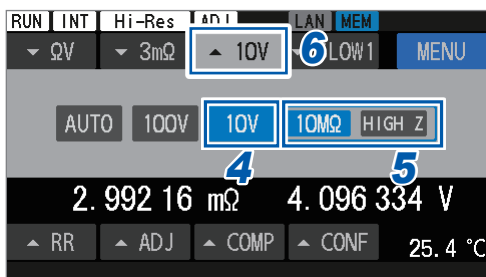 RUN INT Hi-Res ADJ LAN MEM
▼ ΩV ▼ 3mΩ ▲ 10V 6 LOW1 MENU
AUTO 100V 10V 10MΩ HIGH Z
4 5
2.992 16 mΩ 4.096 334 V
▲ RR ▲ ADJ ▲ COMP ▲ CONF 25.4 °C